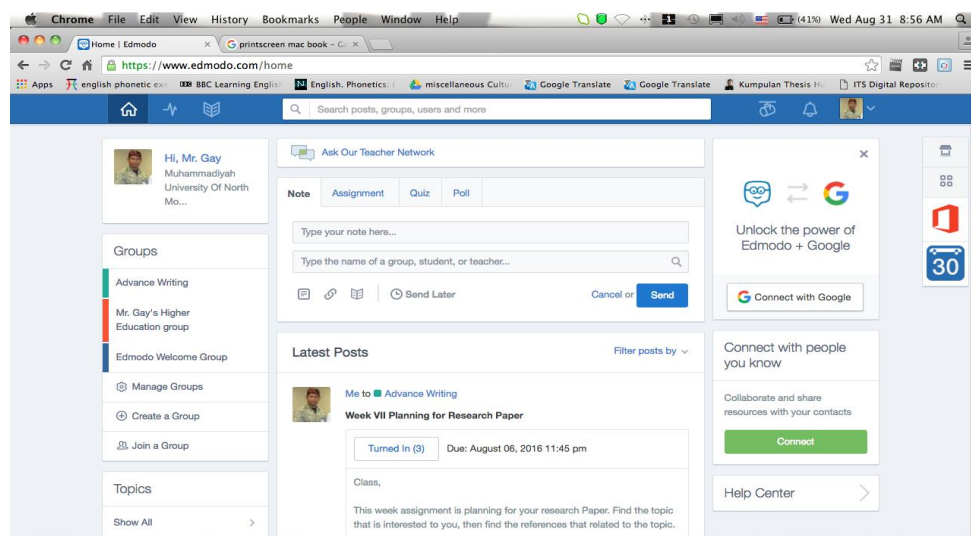 Chrome File Edit View History Bookmarks People Window Help (41%) Wed Aug 31 8:56 AM
Home | Edmodo
printscreen mac book -
https://www.edmodo.com/home
Apps english phonetic exe BBC Learning English English. Phonetics: miscellaneous Cultu Google Translate Google Translate Kumpulan Thesis Hu ITS Digital Repositor
Search posts, groups, users and more
Hi, Mr. Gay
Muhammadiyah
University Of North
Mo...
Groups
Advance Writing
Mr. Gay's Higher
Education group
Edmodo Welcome Group
Manage Groups
Create a Group
Join a Group
Topics
Show All
Ask Our Teacher Network
Note Assignment Quiz Poll
Type your note here...
Type the name of a group, student, or teacher...
Send Later Cancel or Send
Latest Posts Filter posts by
Me to Advance Writing
Week VII Planning for Research Paper
Turned In (3) Due: August 06, 2016 11:45 pm
Class,
This week assignment is planning for your research Paper. Find the topic
that is interested to you, then find the references that related to the topic.
Unlock the power of
Edmodo + Google
Connect with Google
Connect with people
you know
Collaborate and share
resources with your contacts
Connect
Help Center
30